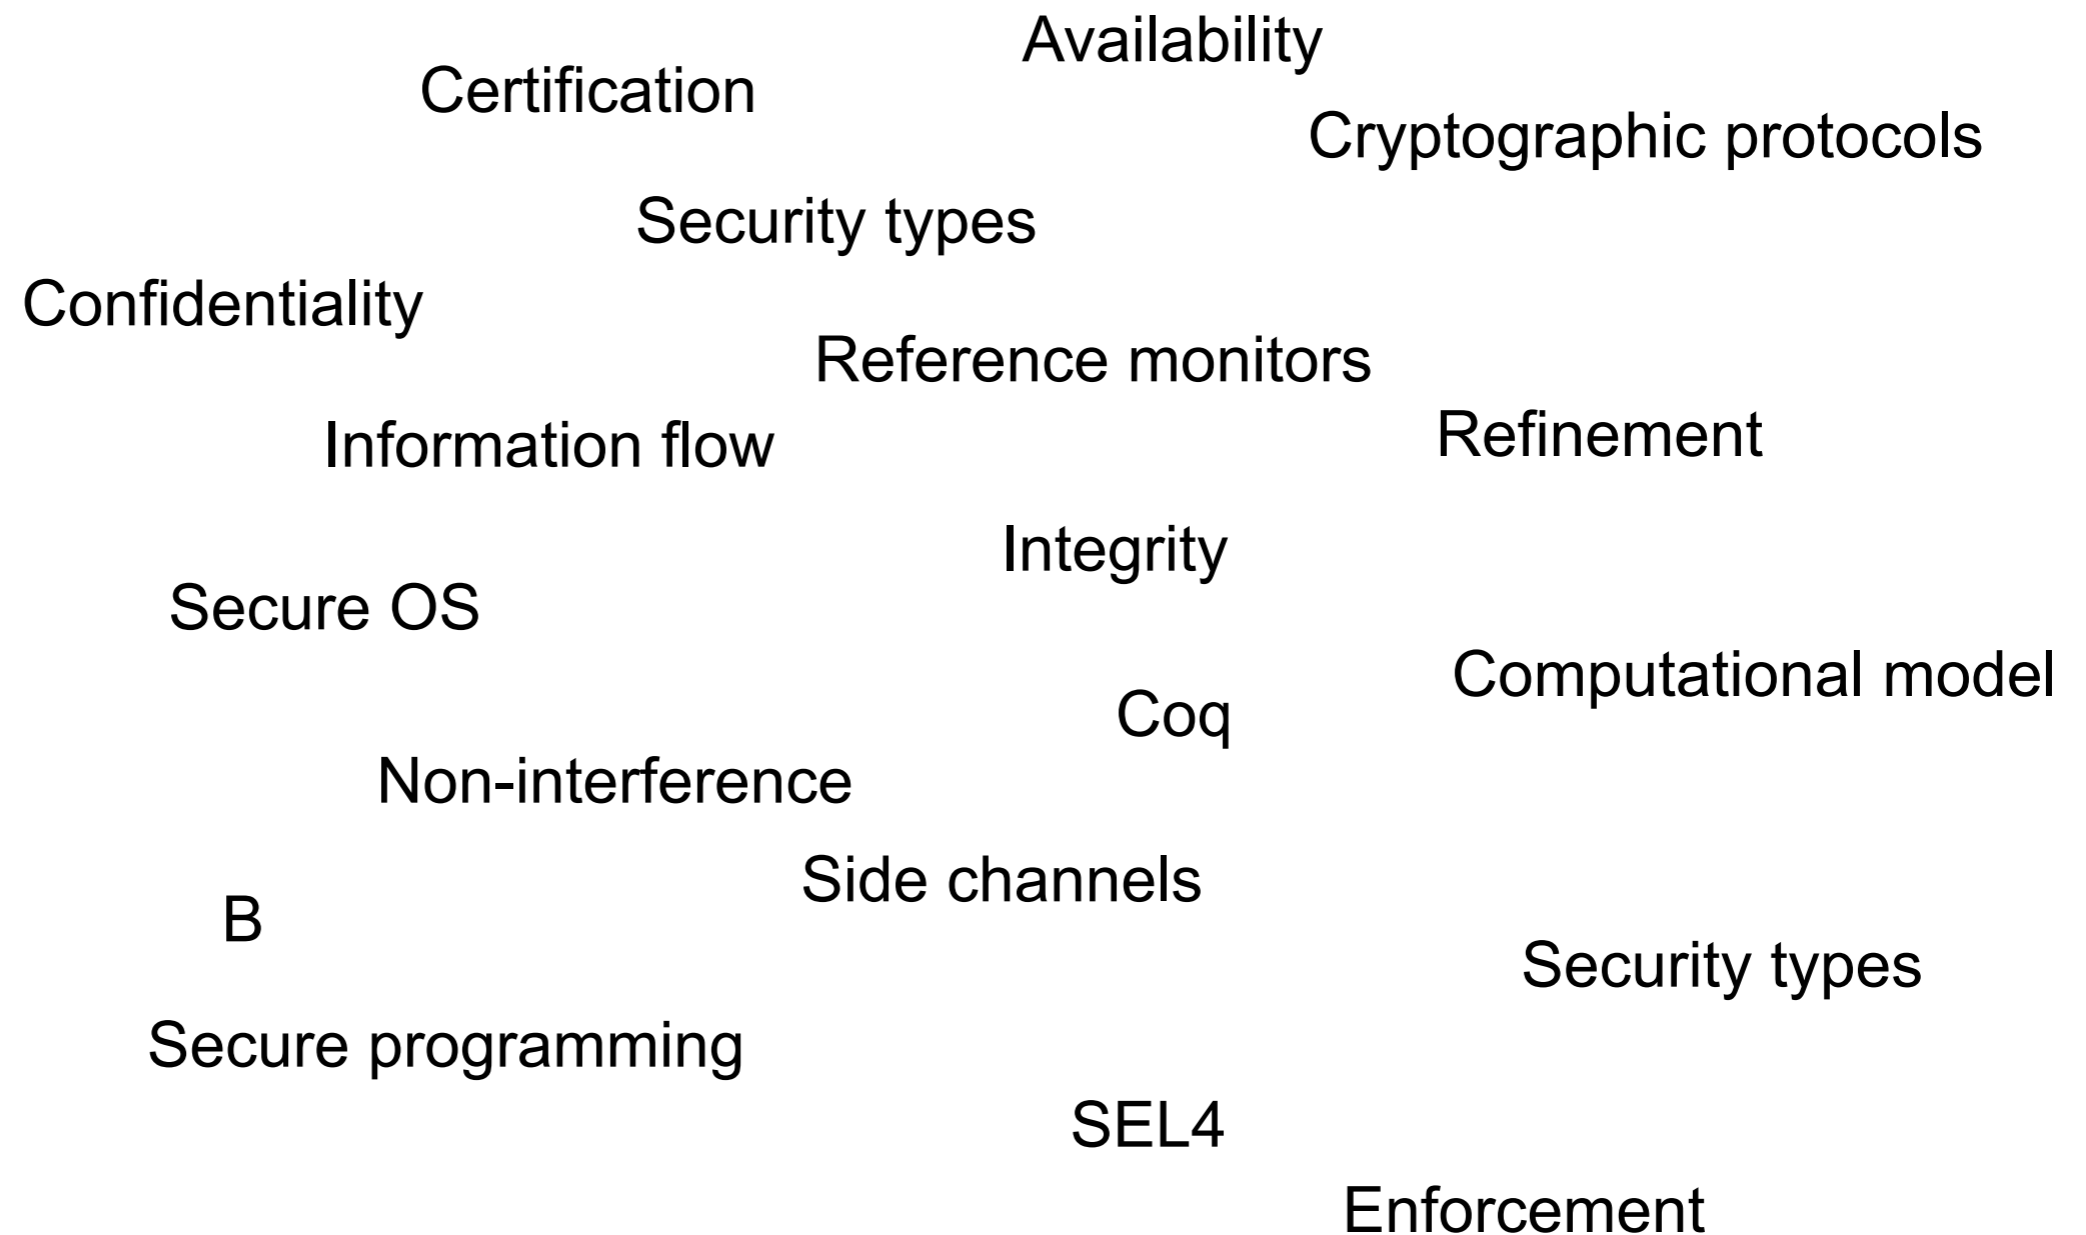 Availability
Certification
Cryptographic protocols
Security types
Confidentiality
Reference monitors
Refinement
Information flow
Integrity
Secure OS
Computational model
Coq
Non-interference
Side channels
B
Security types
Secure programming
SEL4
Enforcement